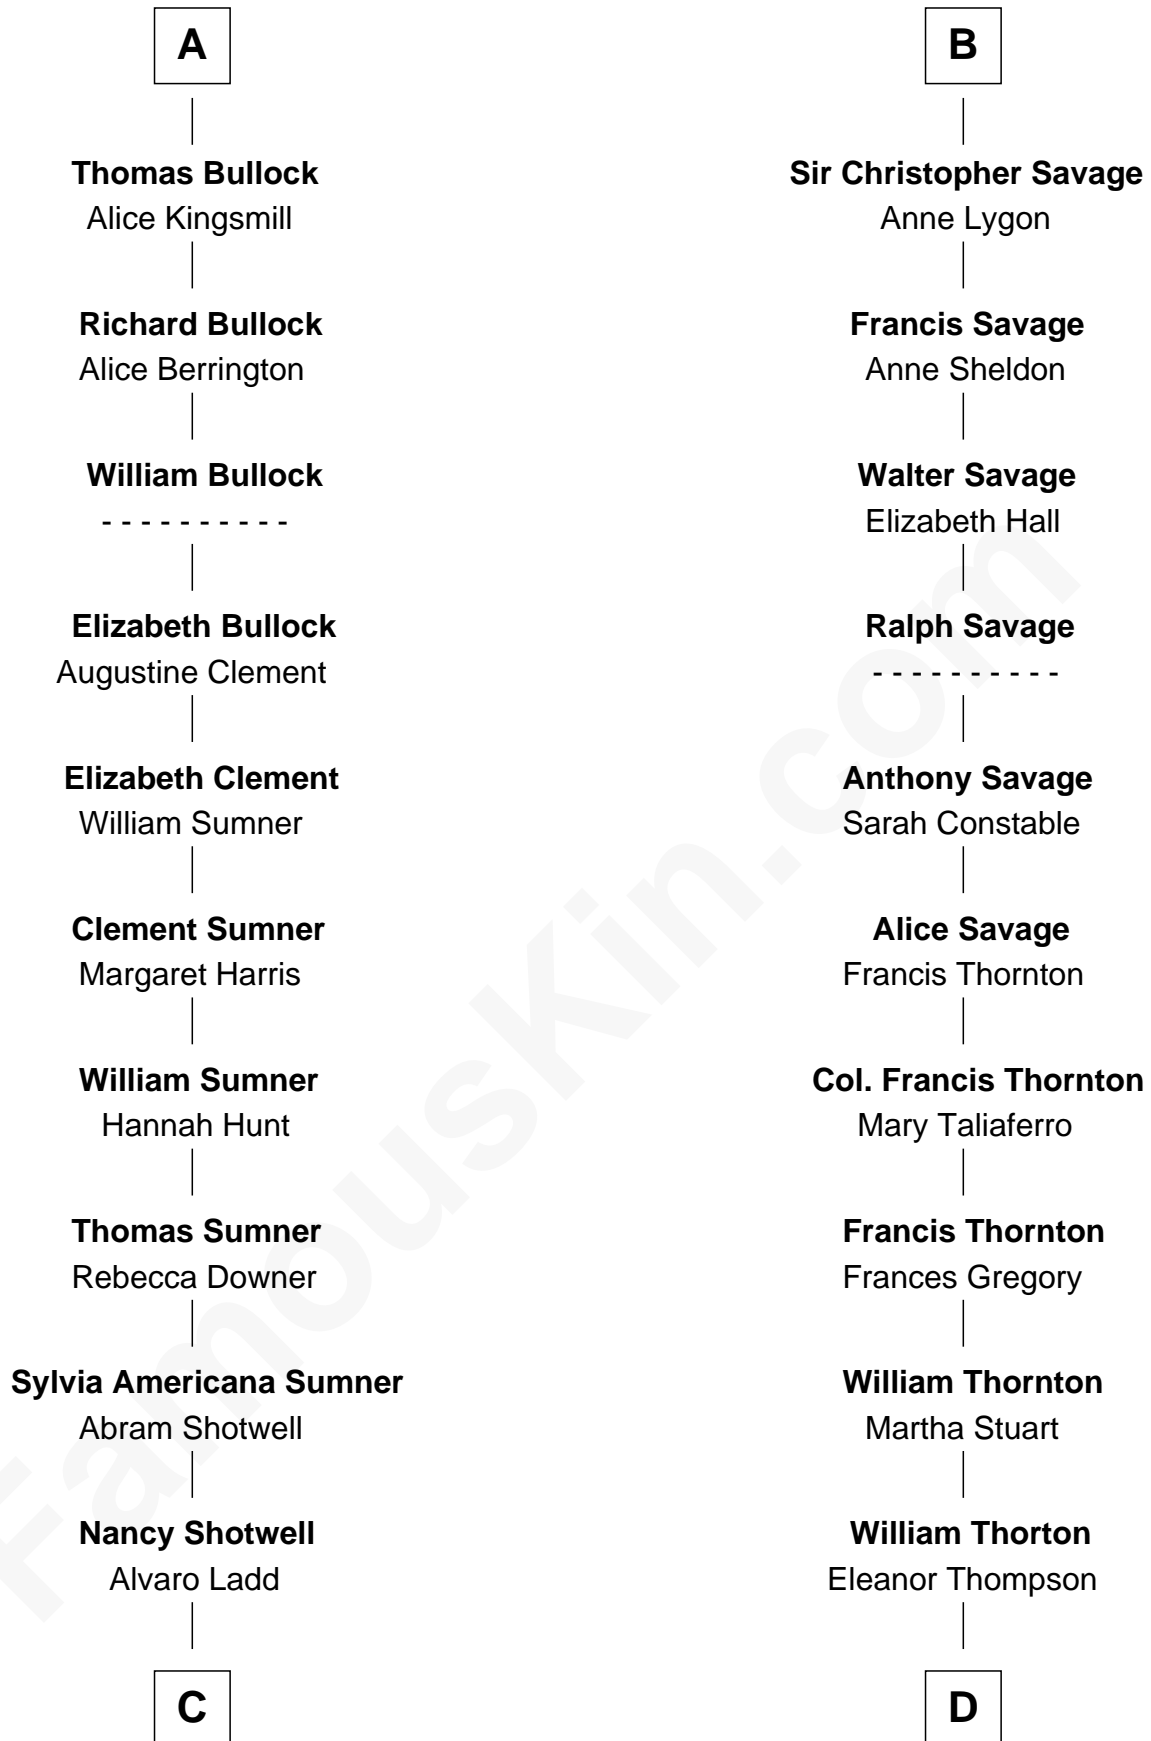 A
Thomas Bullock
Alice Kingsmill
Richard Bullock
Alice Berrington
William Bullock
- - - - - - - - - -
Elizabeth Bullock
Augustine Clement
Elizabeth Clement
William Sumner
Clement Sumner
Margaret Harris
William Sumner
Hannah Hunt
Thomas Sumner
Rebecca Downer
Sylvia Americana Sumner
Abram Shotwell
Nancy Shotwell
Alvaro Ladd
C
B
Sir Christopher Savage
Anne Lygon
Francis Savage
Anne Sheldon
Walter Savage
Elizabeth Hall
Ralph Savage
- - - - - - - - - -
Anthony Savage
Sarah Constable
Alice Savage
Francis Thornton
Col. Francis Thornton
Mary Taliaferro
Francis Thornton
Frances Gregory
William Thornton
Martha Stuart
William Thorton
Eleanor Thompson
D
FamousKin.com